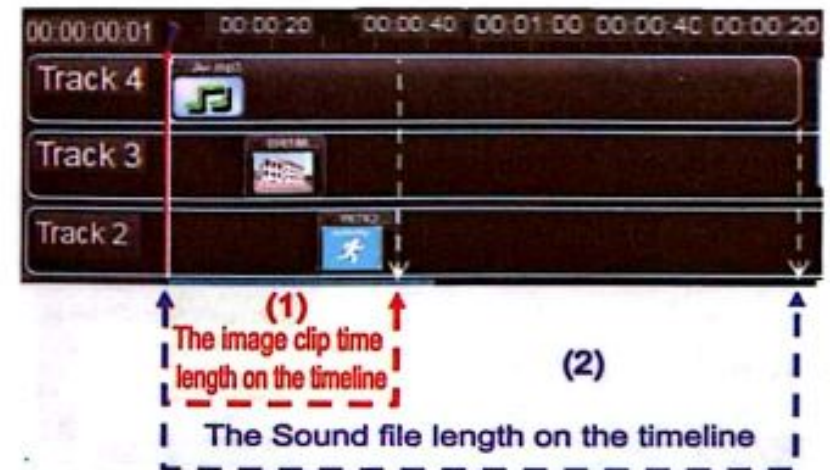 00:00:00:01 00:00:20 00:00:40 00:01:00 00:00:40 00:00:20
Track 4
Track 3
Track 2
(1)
The image clip time
length on the timeline
(2)
The Sound file length on the timeline